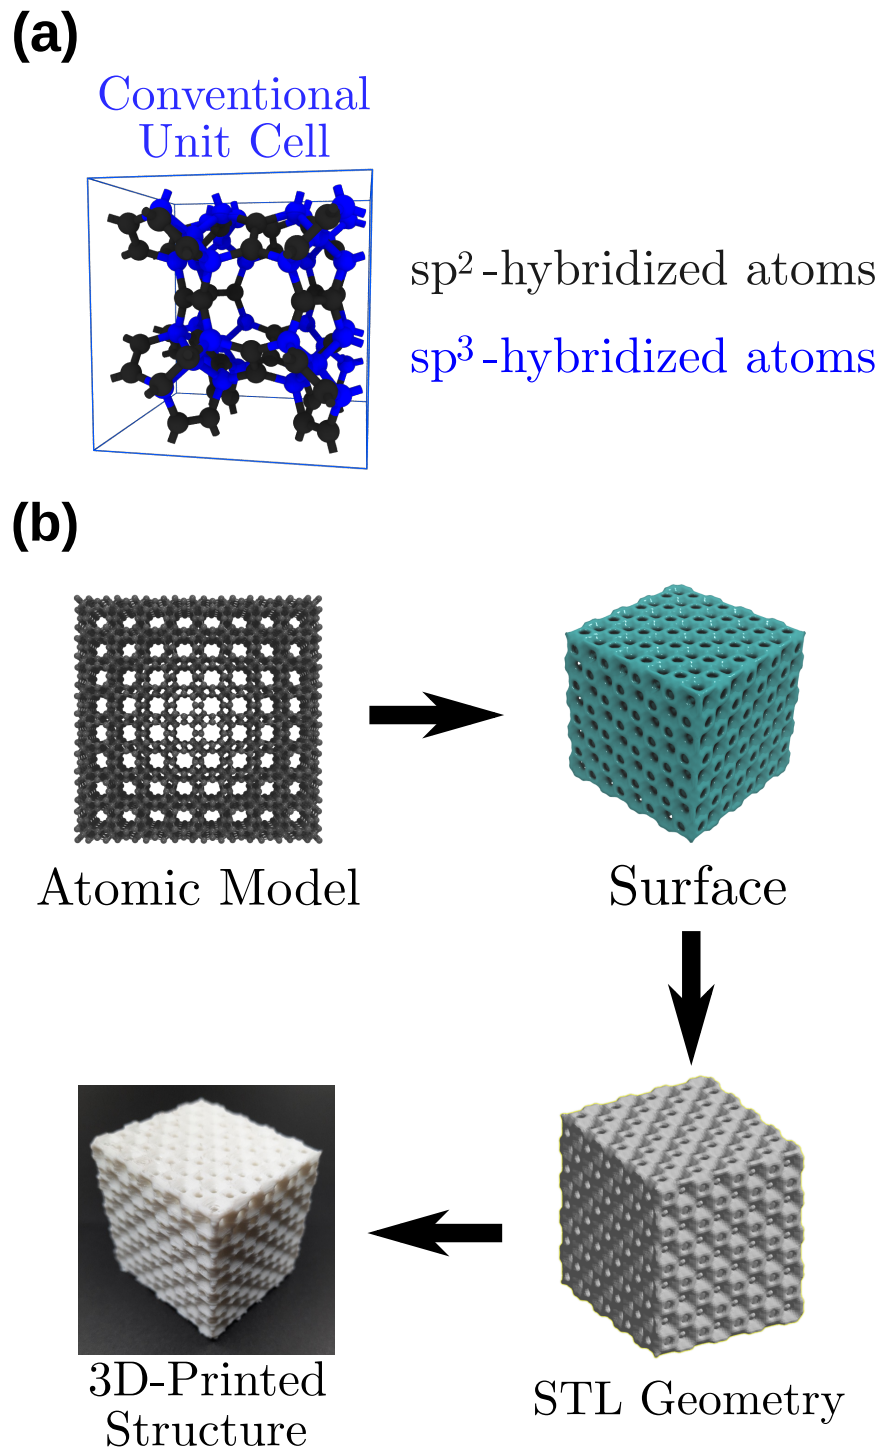 (a)
Conventional
Unit Cell
sp²-hybridized atoms
sp³-hybridized atoms
(b)
Atomic Model
Surface
3D-Printed
Structure
STL Geometry